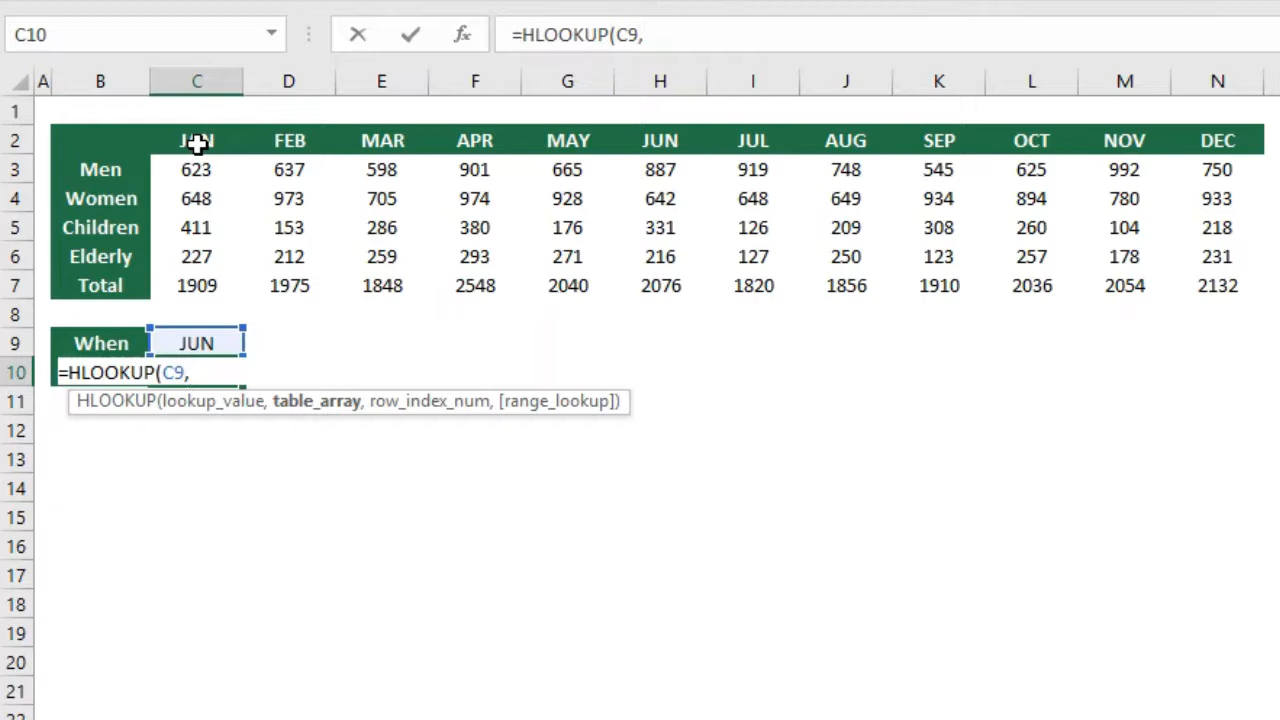 C10 fx =HLOOKUP(C9,
A B C D E F G H I J K L M N
1
2 JAN FEB MAR APR MAY JUN JUL AUG SEP OCT NOV DEC
3 Men 623 637 598 901 665 887 919 748 545 625 992 750
4 Women 648 973 705 974 928 642 648 649 934 894 780 933
5 Children 411 153 286 380 176 331 126 209 308 260 104 218
6 Elderly 227 212 259 293 271 216 127 250 123 257 178 231
7 Total 1909 1975 1848 2548 2040 2076 1820 1856 1910 2036 2054 2132
8
9 When JUN
10 =HLOOKUP(C9,
11 HLOOKUP(lookup_value, table_array, row_index_num, [range_lookup])
12
13
14
15
16
17
18
19
20
21
22